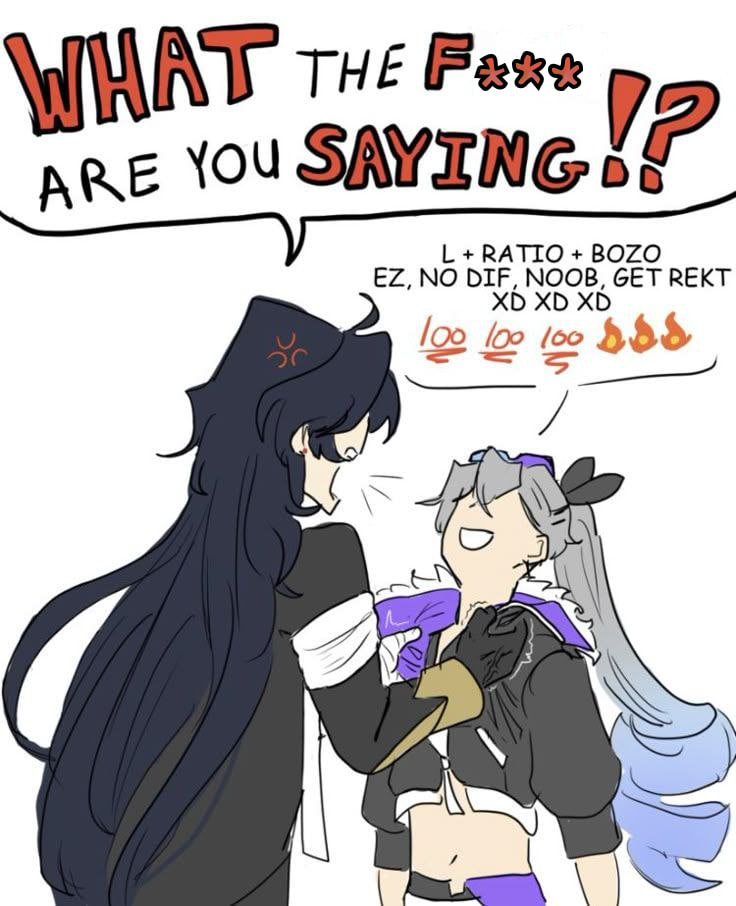 WHAT THE F***
ARE YOU SAYING!?
L + RATIO + BOZO
EZ, NO DIF, NOOB, GET REKT
XD XD XD
100 100 100